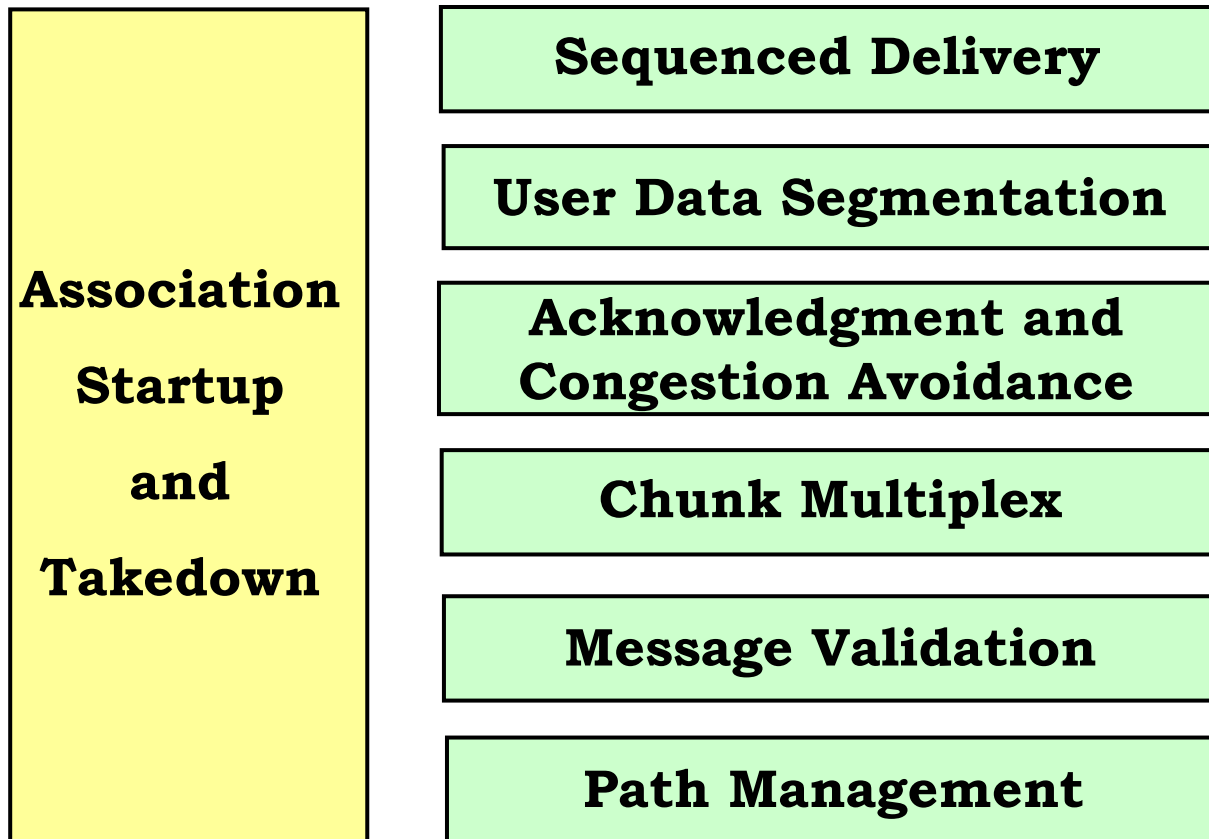 Association
Startup
and
Takedown
Sequenced Delivery
User Data Segmentation
Acknowledgment and
Congestion Avoidance
Chunk Multiplex
Message Validation
Path Management